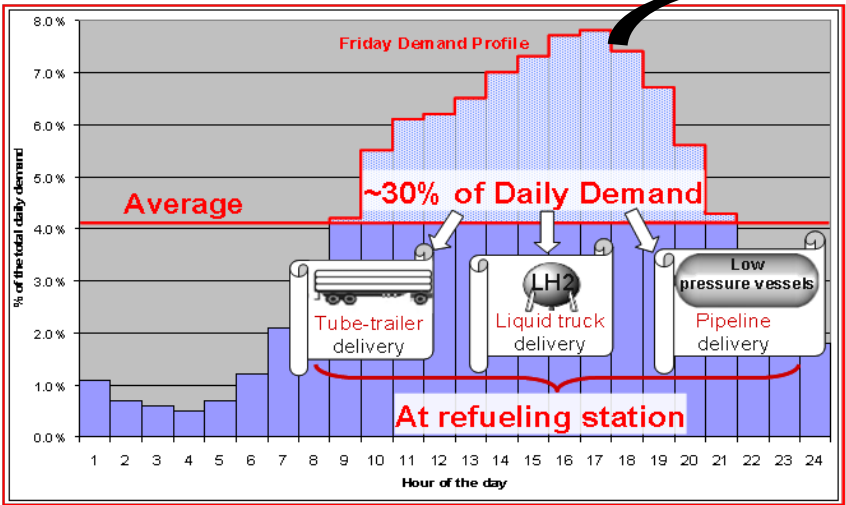 8.0%
7.0%
6.0%
5.0%
4.0%
3.0%
2.0%
1.0%
0.0%
% of the total daily demand
Friday Demand Profile
Average
~30% of Daily Demand
Tube-trailer
delivery
LH2
Liquid truck
delivery
Low
pressure vessels
Pipeline
delivery
At refueling station
1 2 3 4 5 6 7 8 9 10 11 12 13 14 15 16 17 18 19 20 21 22 23 24
Hour of the day